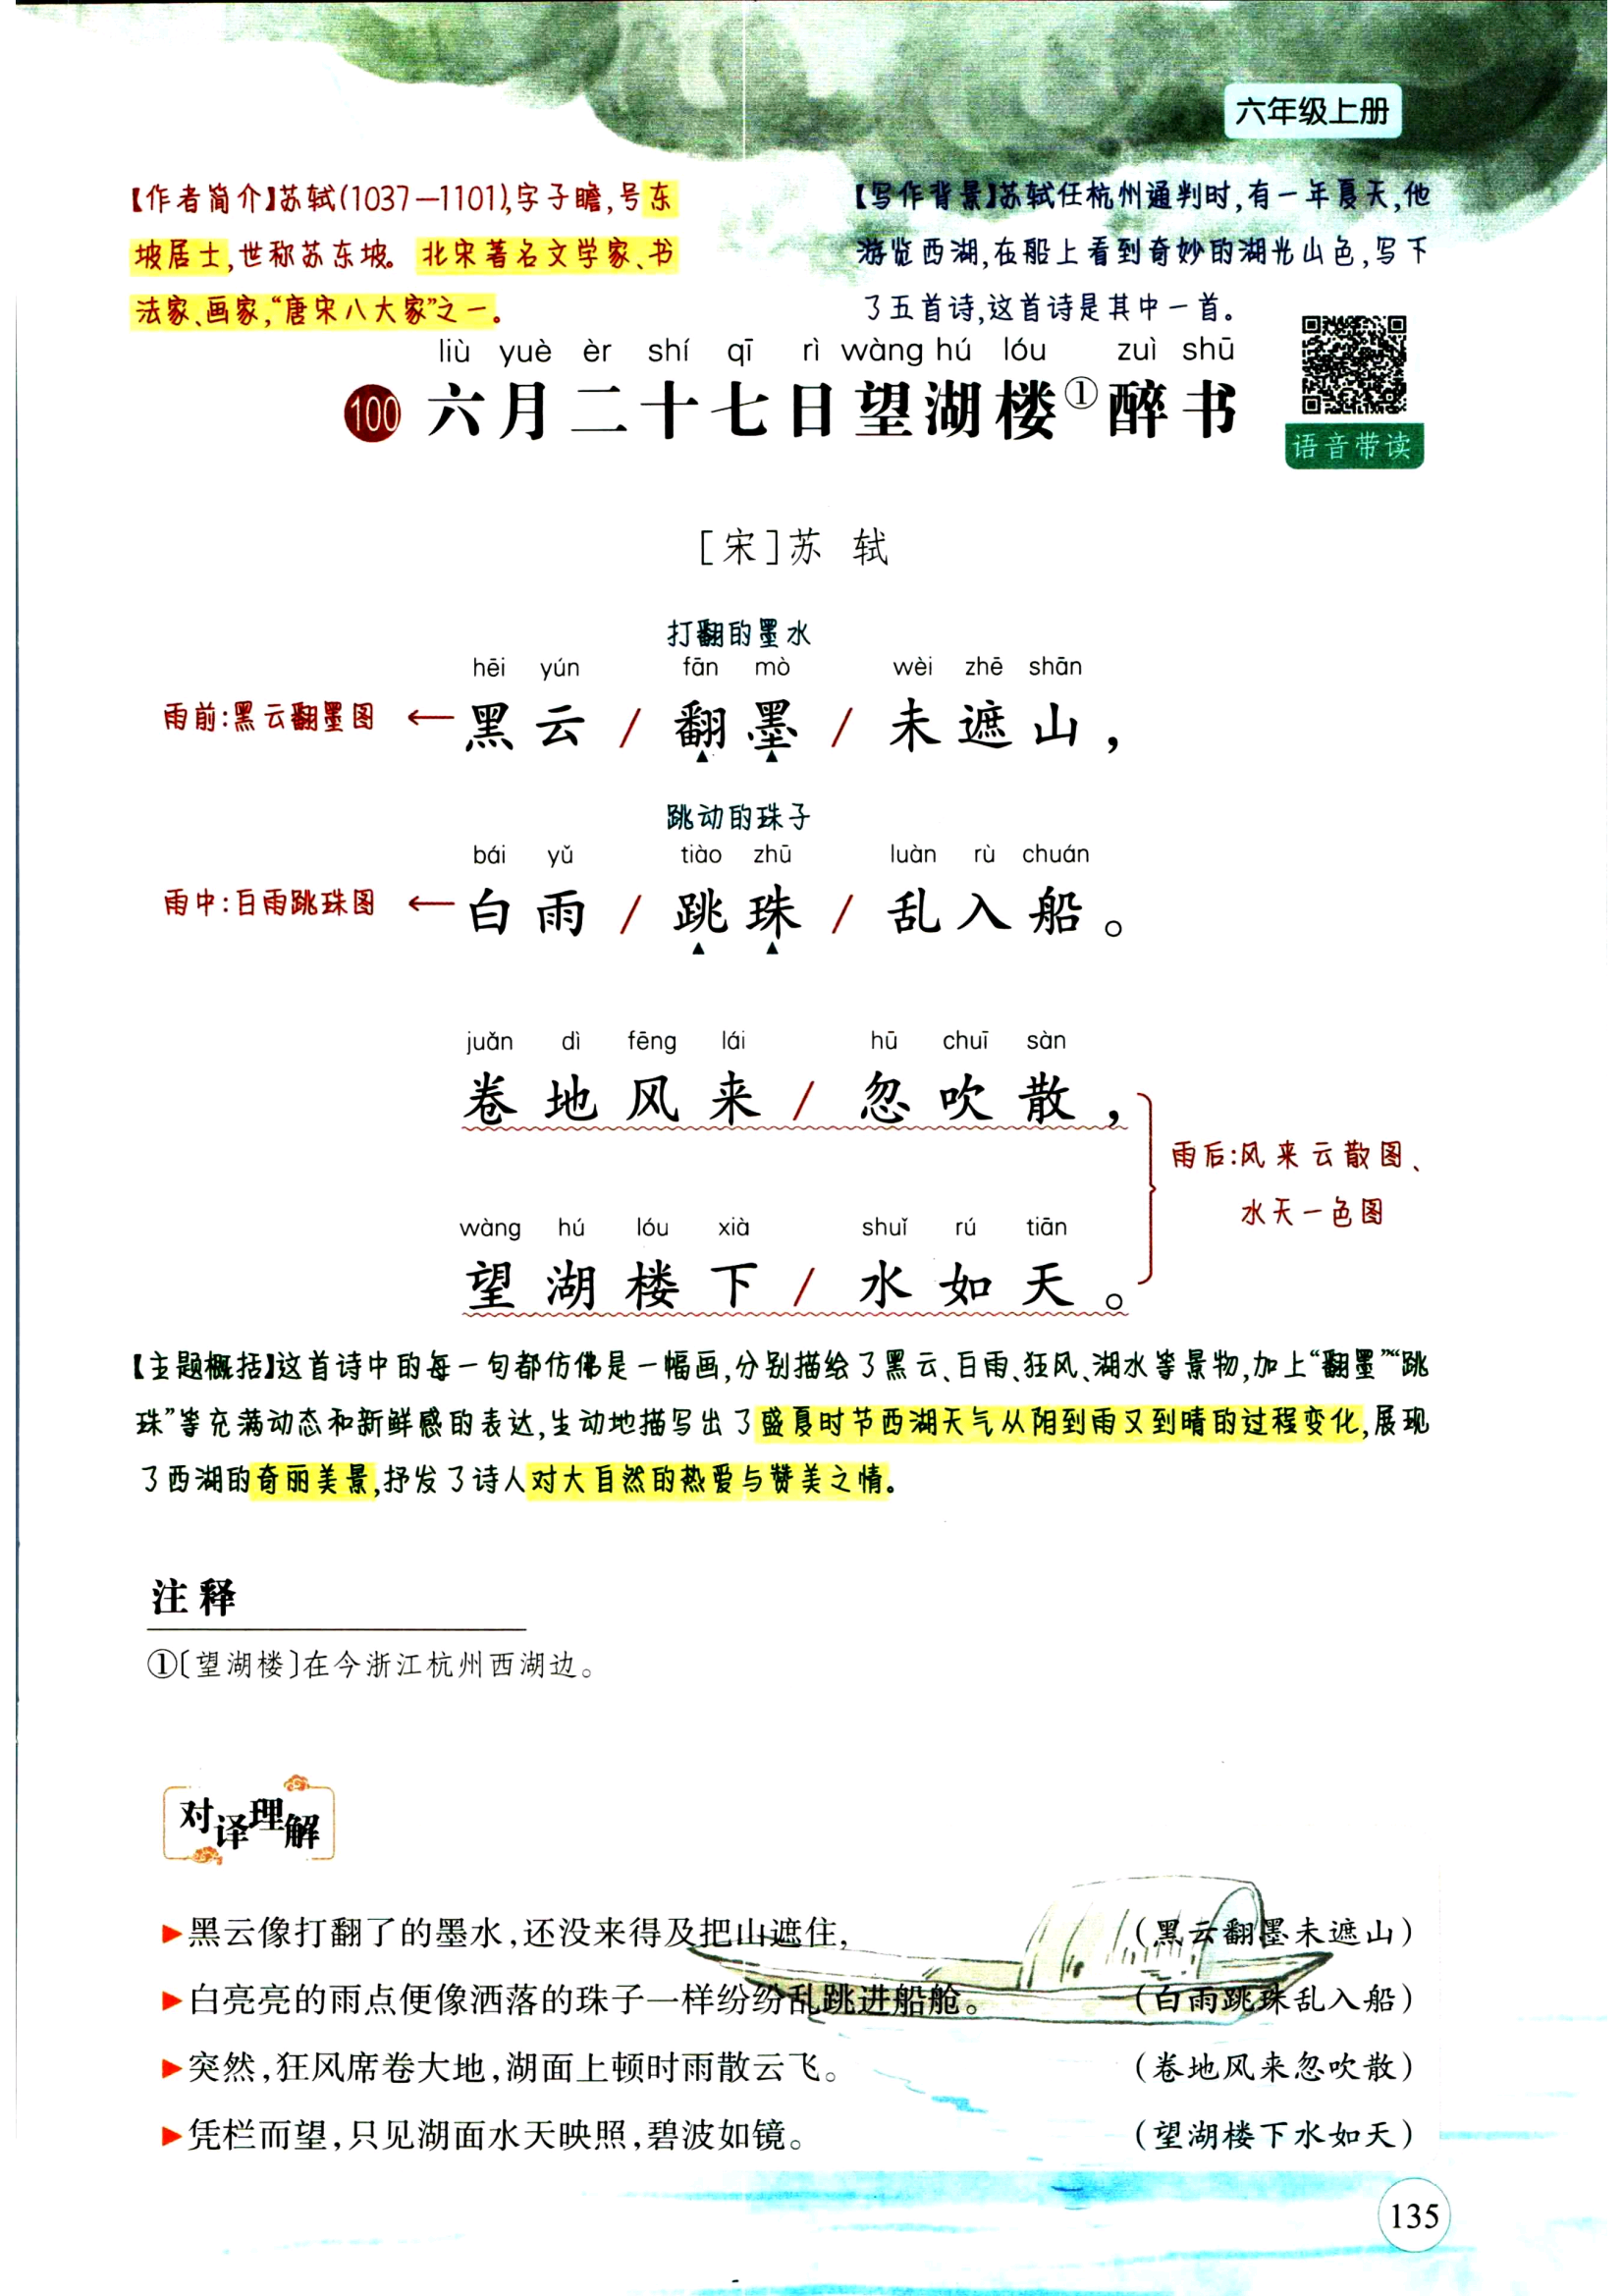 六年级上册
【作者简介】苏轼(1037—1101),字子瞻,号东
坡居士,世称苏东坡。北宋著名文学家、书
法家、画家,“唐宋八大家”之一。
【写作背景】苏轼任杭州通判时,有一年夏天,他
游览西湖,在船上看到奇妙的湖光山色,写下
了五首诗,这首诗是其中一首。
liù yuè èr shí qī rì wàng hú lóu zuì shū
100 六月二十七日望湖楼①醉书
语音带读
[宋]苏 轼
打翻的墨水
hēi yún fān mò wèi zhē shān
雨前:黑云翻墨图 ← 黑云/翻墨/未遮山,
跳动的珠子
bái yǔ tiào zhū luàn rù chuán
雨中:白雨跳珠图 ← 白雨/跳珠/乱入船。
juǎn dì fēng lái hū chuī sàn
卷地风来/忽吹散,
雨后:风来云散图、
水天一色图
wàng hú lóu xià shuǐ rú tiān
望湖楼下/水如天。
【主题概括】这首诗中的每一句都仿佛是一幅画,分别描绘了黑云、白雨、狂风、湖水等景物,加上“翻墨”“跳
珠”等充满动态和新鲜感的表达,生动地描写出了盛夏时节西湖天气从阴到雨又到晴的过程变化,展现
了西湖的奇丽美景,抒发了诗人对大自然的热爱与赞美之情。
注释
①〔望湖楼〕在今浙江杭州西湖边。
对译理解
▶黑云像打翻了的墨水,还没来得及把山遮住, (黑云翻墨未遮山)
▶白亮亮的雨点便像洒落的珠子一样纷纷乱跳进船舱。 (白雨跳珠乱入船)
▶突然,狂风席卷大地,湖面上顿时雨散云飞。 (卷地风来忽吹散)
▶凭栏而望,只见湖面水天映照,碧波如镜。 (望湖楼下水如天)
135